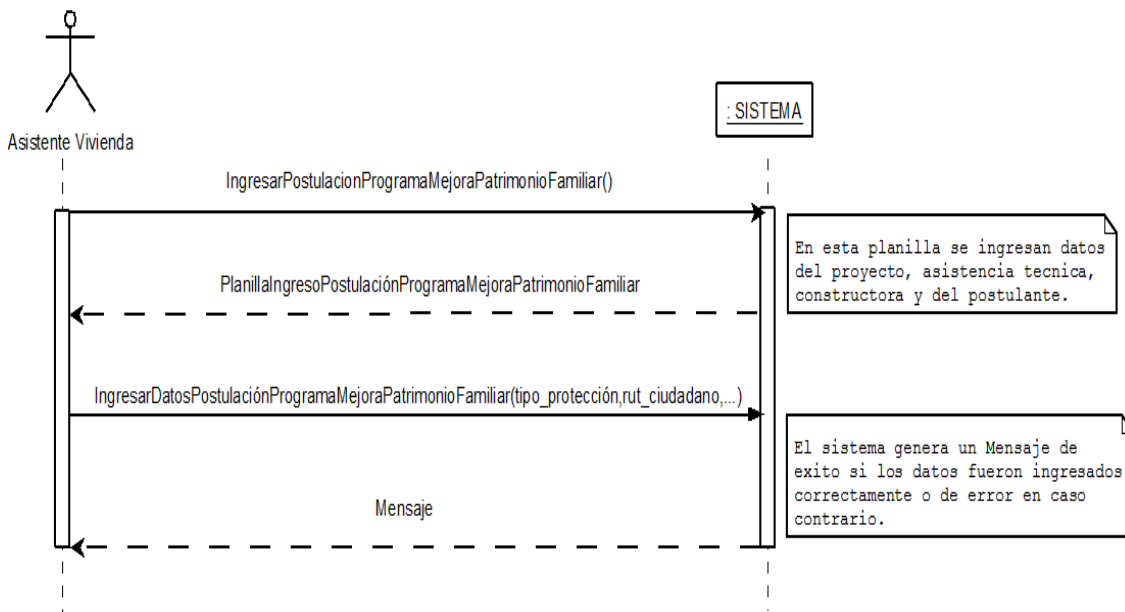 Asistente Vivienda
: SISTEMA
IngresarPostulacionProgramaMejoraPatrimonioFamiliar()
En esta planilla se ingresan datos
del proyecto, asistencia tecnica,
constructora y del postulante.
PlanillaIngresoPostulaciónProgramaMejoraPatrimonioFamiliar
IngresarDatosPostulaciónProgramaMejoraPatrimonioFamiliar(tipo_protección,rut_ciudadano,...)
El sistema genera un Mensaje de
exito si los datos fueron ingresados
correctamente o de error en caso
contrario.
Mensaje